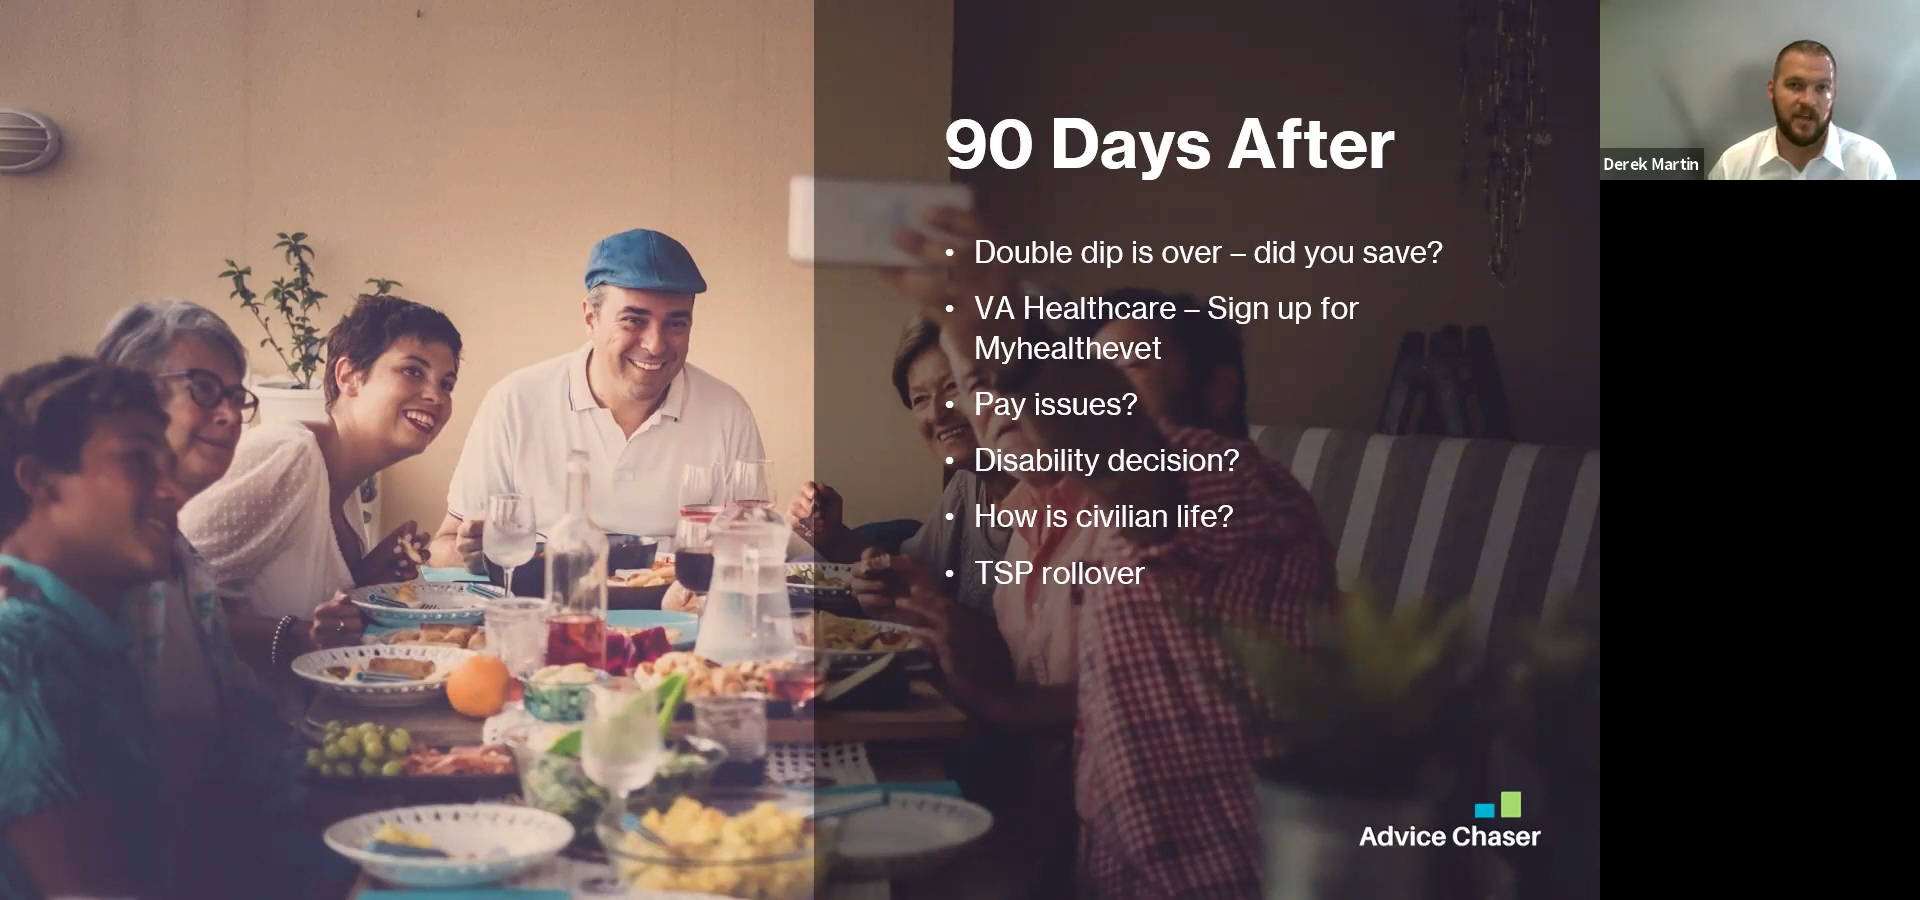 90 Days After
• Double dip is over – did you save?
• VA Healthcare – Sign up for
Myhealthevet
• Pay issues?
• Disability decision?
• How is civilian life?
• TSP rollover
Advice Chaser
Derek Martin